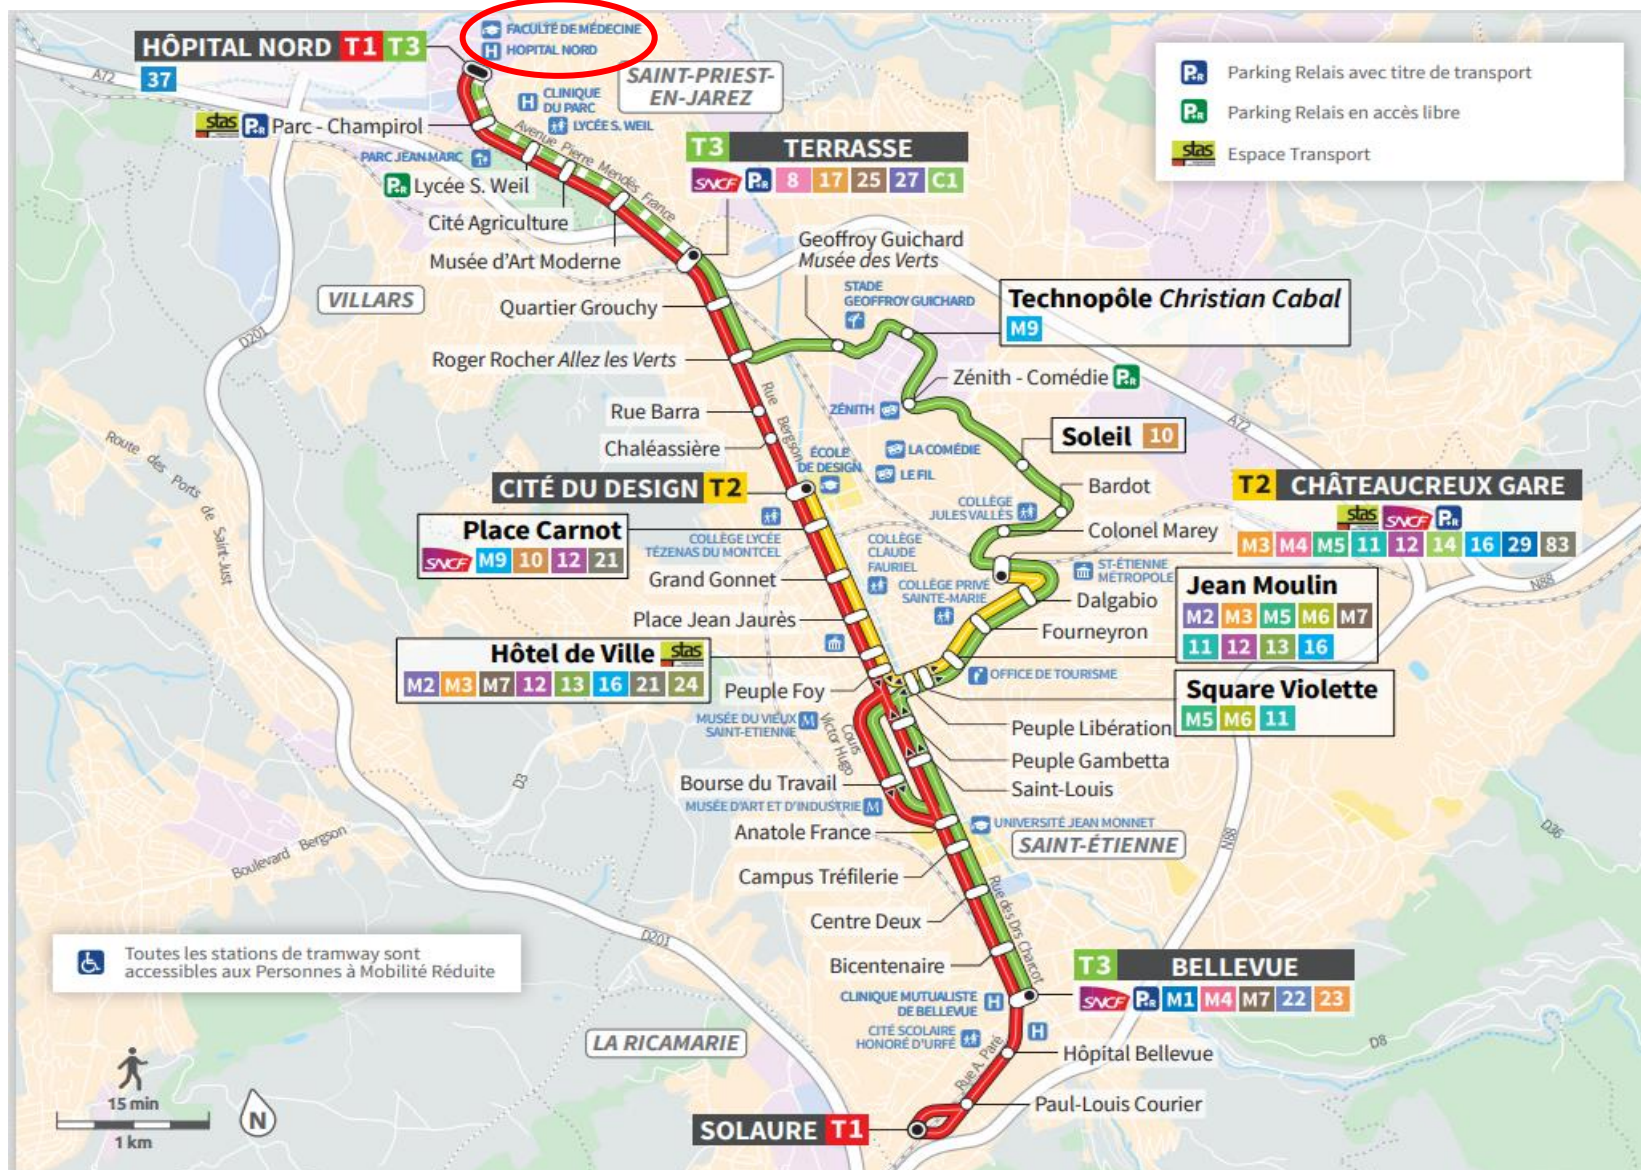 FACULTÉ DE MÉDECINE
H HOPITAL NORD
HÔPITAL NORD T1 T3
37
A72
SAINT-PRIEST-
EN-JAREZ
H CLINIQUE
DU PARC
LYCÉE S. WEIL
stas P+R Parc - Champirol
Avenue Pierre Mendès France
PARC JEAN MARC
P+R Lycée S. Weil
Cité Agriculture
Musée d'Art Moderne
P+R Parking Relais avec titre de transport
P+R Parking Relais en accès libre
stas Espace Transport
T3 TERRASSE
SNCF P+R 8 17 25 27 C1
Geoffroy Guichard
Musée des Verts
STADE
GEOFFROY GUICHARD
Technopôle Christian Cabal
M9
VILLARS
D201
Quartier Grouchy
Roger Rocher Allez les Verts
Zénith - Comédie P+R
ZÉNITH
A72
Rue Barra
Rue Bergson
Chaléassière
Soleil 10
LA COMÉDIE
LE FIL
ÉCOLE
DE DESIGN
Route des Ports de Saint-Just
CITÉ DU DESIGN T2
Bardot
COLLÈGE
JULES VALLÈS
Colonel Marey
T2 CHÂTEAUCREUX GARE
stas SNCF P+R
M3 M4 M5 11 12 14 16 29 83
Place Carnot
SNCF M9 10 12 21
COLLÈGE LYCÉE
TÉZENAS DU MONTCEL
COLLÈGE
CLAUDE
FAURIEL
COLLÈGE PRIVÉ
SAINTE-MARIE
ST-ÉTIENNE
MÉTROPOLE
N88
Grand Gonnet
Dalgabio
Place Jean Jaurès
Fourneyron
Jean Moulin
M2 M3 M5 M6 M7
11 12 13 16
Hôtel de Ville stas
M2 M3 M7 12 13 16 21 24
OFFICE DE TOURISME
Peuple Foy
Square Violette
M5 M6 11
MUSÉE DU VIEUX
SAINT-ETIENNE M
Cours Victor Hugo
Peuple Libération
Peuple Gambetta
Bourse du Travail
Saint-Louis
MUSÉE D'ART ET D'INDUSTRIE M
D3
Anatole France
UNIVERSITÉ JEAN MONNET
SAINT-ÉTIENNE
N88
D36
Boulevard Bergson
Campus Tréfilerie
Rue des Drs Charcot
Centre Deux
D201
Toutes les stations de tramway sont
accessibles aux Personnes à Mobilité Réduite
Bicentenaire
T3 BELLEVUE
SNCF P+R M1 M4 M7 22 23
CLINIQUE MUTUALISTE
DE BELLEVUE H
CITÉ SCOLAIRE
HONORÉ D'URFÉ
H
LA RICAMARIE
Rue A. Paré
Hôpital Bellevue
D8
Paul-Louis Courier
SOLAURE T1
15 min
1 km
N